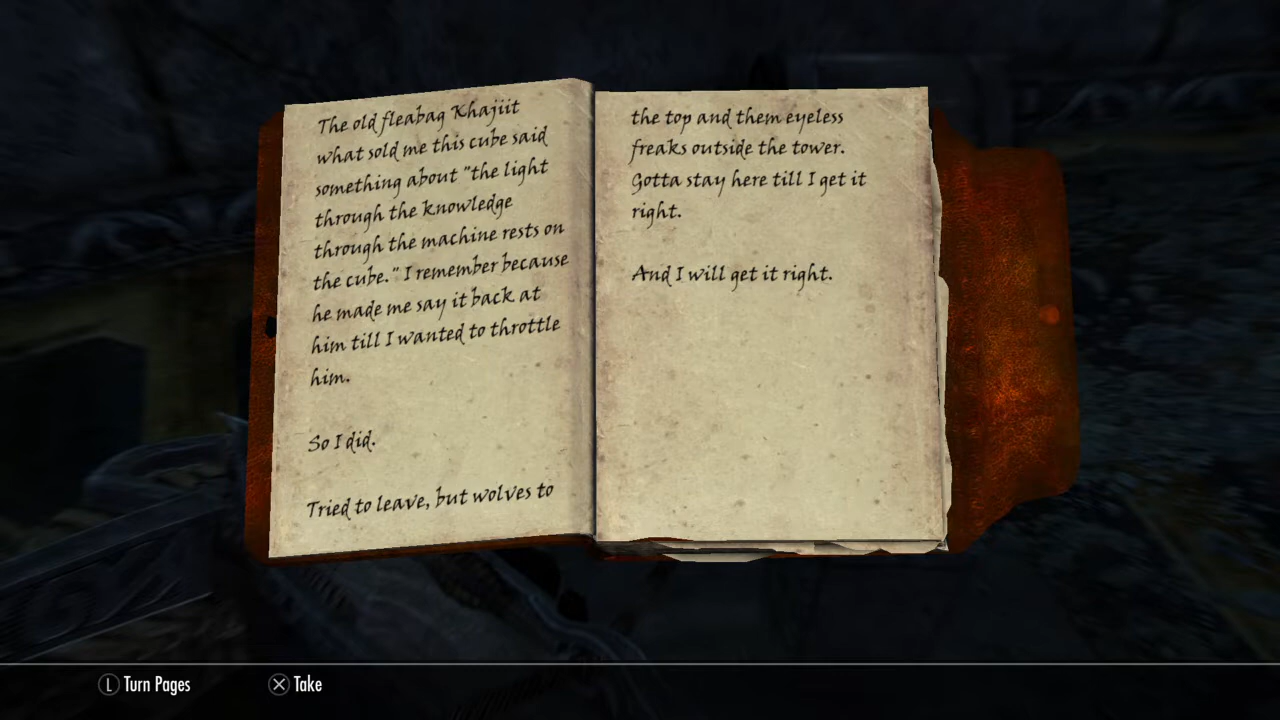 The old fleabag Khajiit
what sold me this cube said
something about "the light
through the knowledge
through the machine rests on
the cube." I remember because
he made me say it back at
him till I wanted to throttle
him.
So I did.
Tried to leave, but wolves to
the top and them eyeless
freaks outside the tower.
Gotta stay here till I get it
right.
And I will get it right.
L Turn Pages
X Take